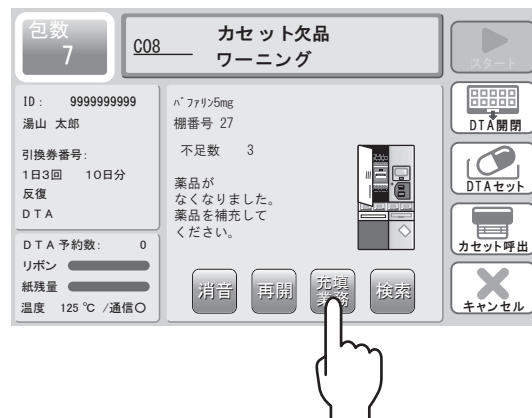 包数
7
C08
カセット欠品
ワーニング
スタート
ID: 9999999999
湯山 太郎
引換券番号:
1日3回 10日分
反復
DTA
DTA予約数: 0
リボン
紙残量
温度 125℃ /通信○
バファリン5mg
棚番号 27
不足数 3
薬品が
なくなりました。
薬品を補充して
ください。
消音
再開
充填
業務
検索
DTA開閉
DTAセット
カセット呼出
キャンセル